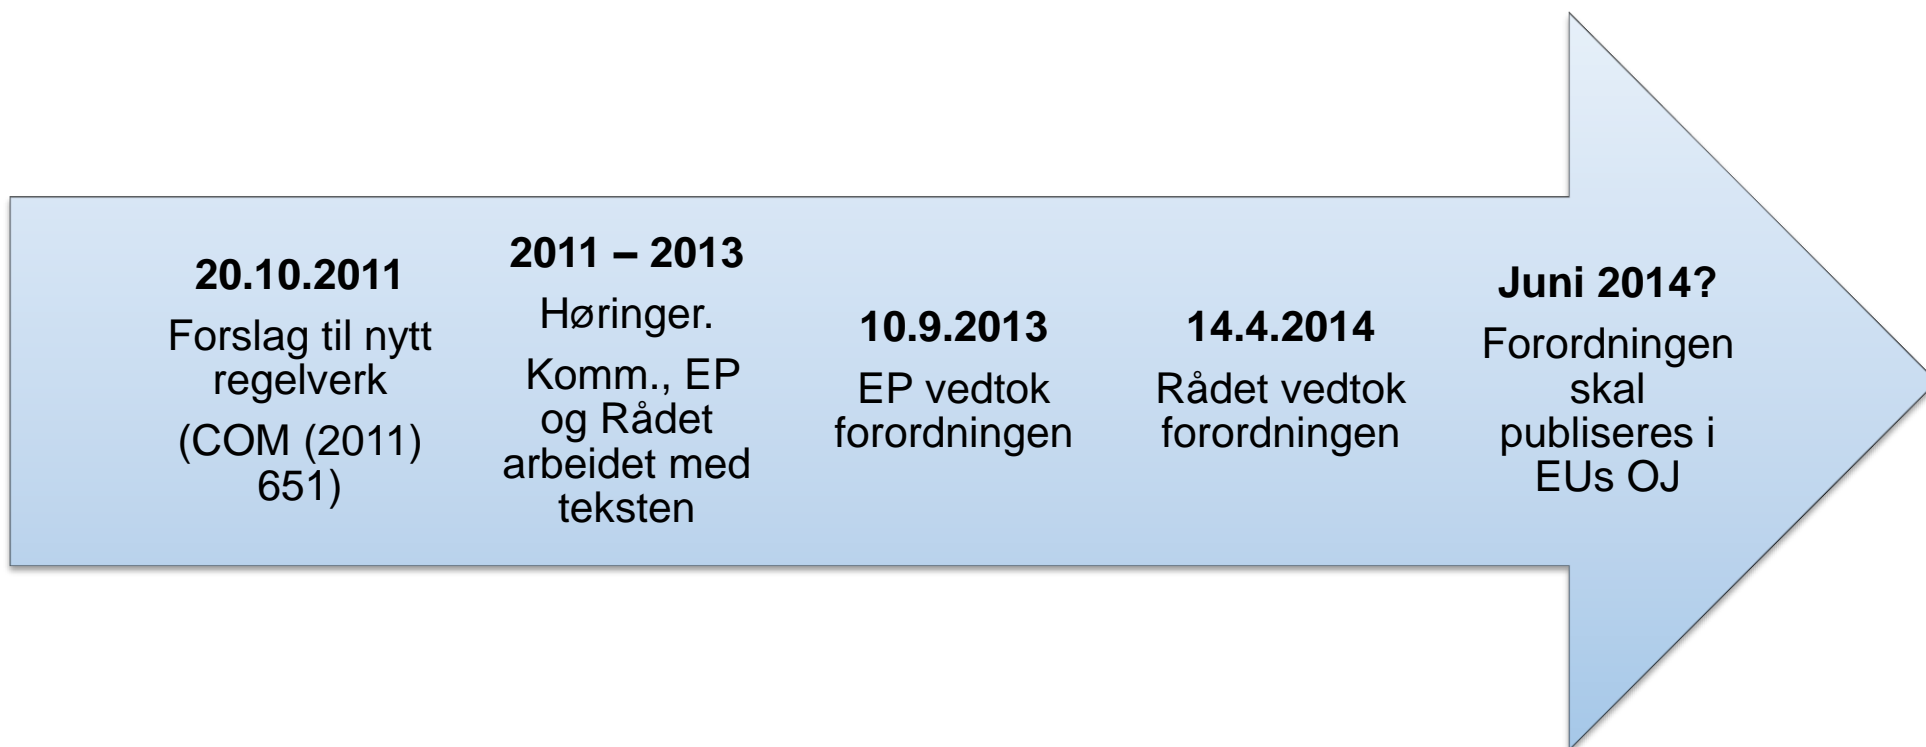 20.10.2011
Forslag til nytt
regelverk
(COM (2011)
651)
2011 – 2013
Høringer.
Komm., EP
og Rådet
arbeidet med
teksten
10.9.2013
EP vedtok
forordningen
14.4.2014
Rådet vedtok
forordningen
Juni 2014?
Forordningen
skal
publiseres i
EUs OJ